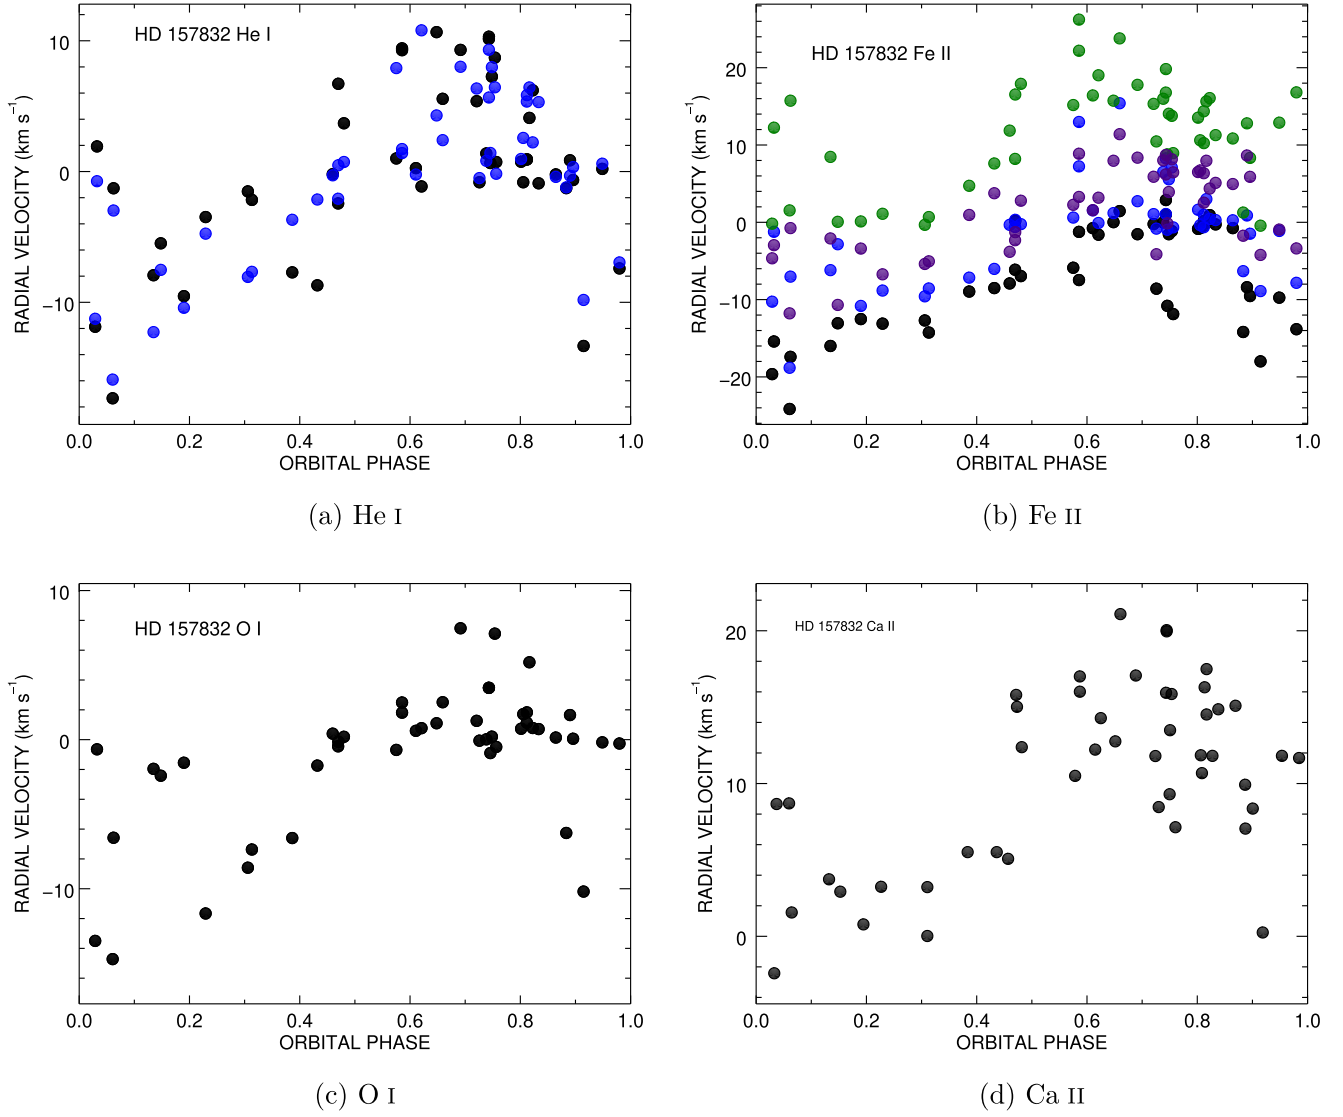 HD 157832 He I
RADIAL VELOCITY (km s⁻¹)
10
0
−10
0.0 0.2 0.4 0.6 0.8 1.0
ORBITAL PHASE
(a) He I
HD 157832 Fe II
RADIAL VELOCITY (km s⁻¹)
20
10
0
−10
−20
0.0 0.2 0.4 0.6 0.8 1.0
ORBITAL PHASE
(b) Fe II
HD 157832 O I
RADIAL VELOCITY (km s⁻¹)
10
0
−10
0.0 0.2 0.4 0.6 0.8 1.0
ORBITAL PHASE
(c) O I
HD 157832 Ca II
RADIAL VELOCITY (km s⁻¹)
20
10
0
0.0 0.2 0.4 0.6 0.8 1.0
ORBITAL PHASE
(d) Ca II